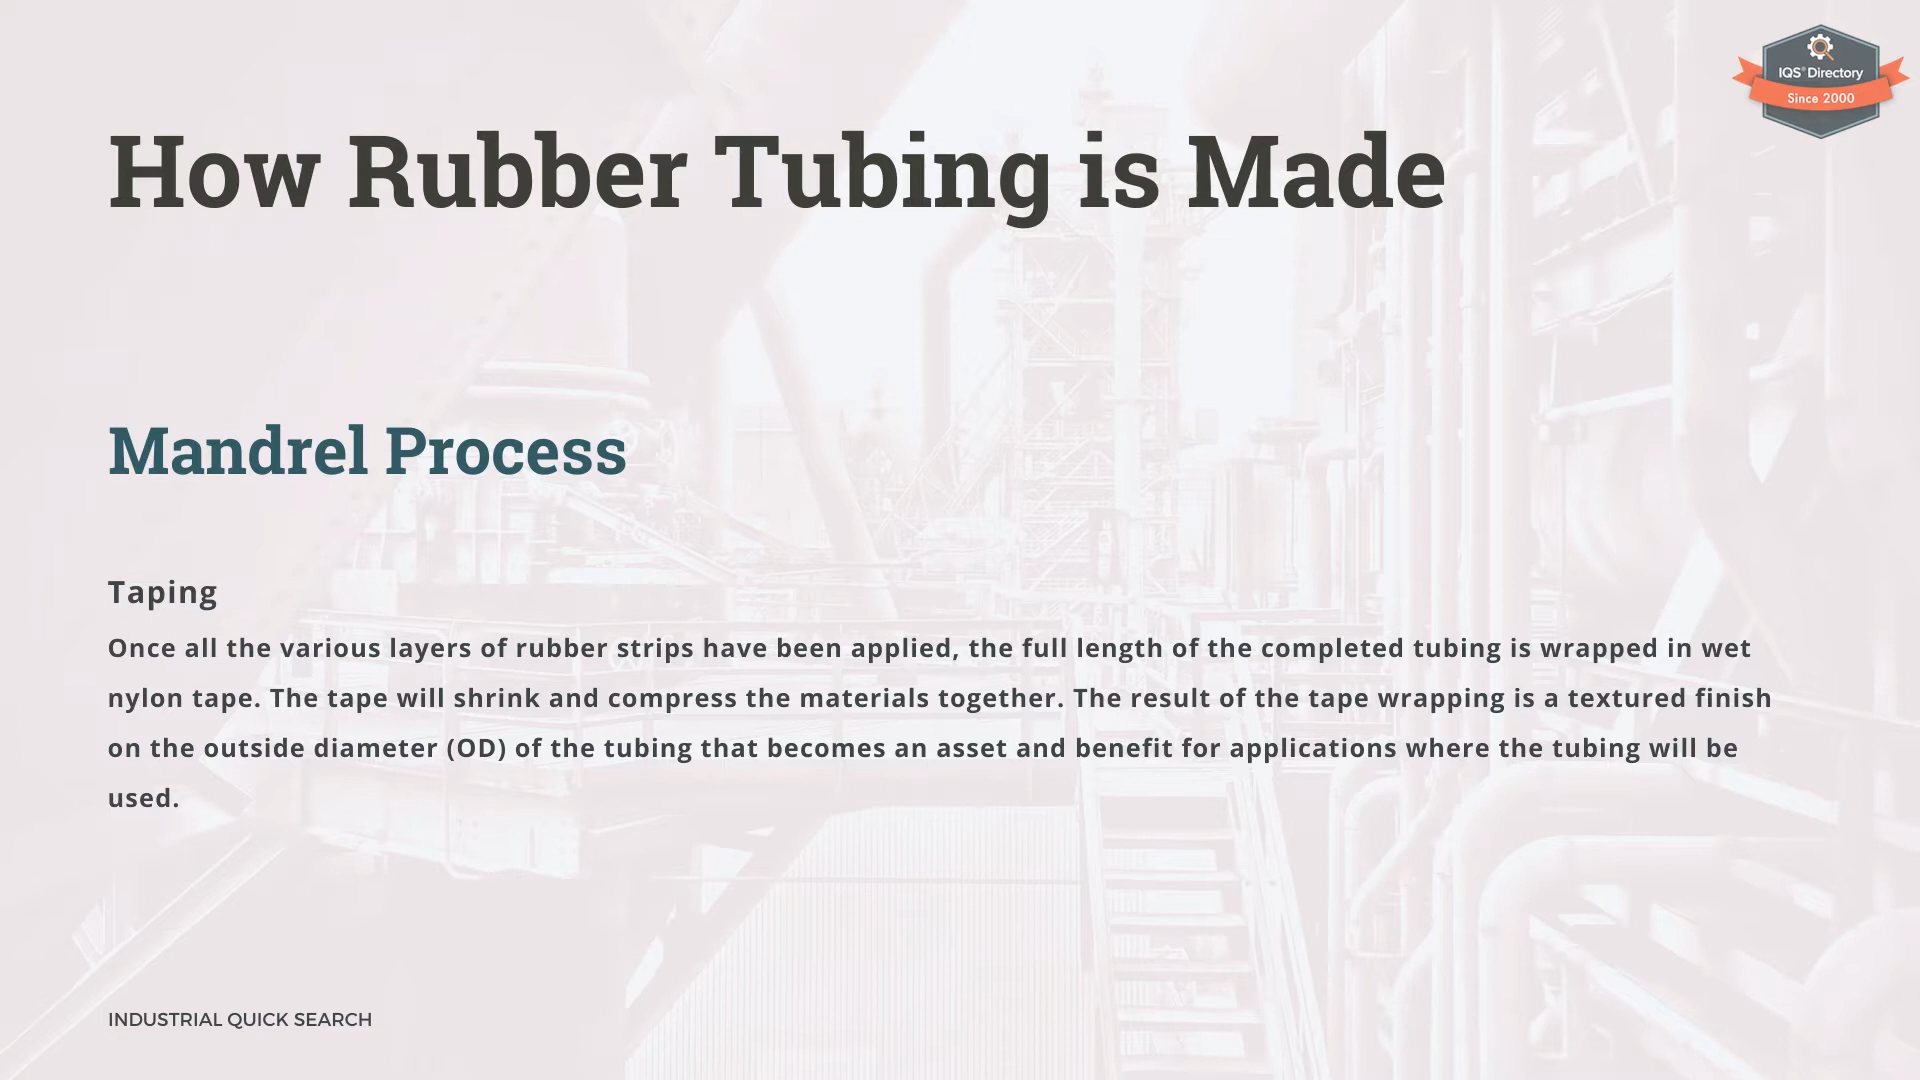 IQS® Directory
Since 2000
How Rubber Tubing is Made
Mandrel Process
Taping
Once all the various layers of rubber strips have been applied, the full length of the completed tubing is wrapped in wet
nylon tape. The tape will shrink and compress the materials together. The result of the tape wrapping is a textured finish
on the outside diameter (OD) of the tubing that becomes an asset and benefit for applications where the tubing will be
used.
INDUSTRIAL QUICK SEARCH